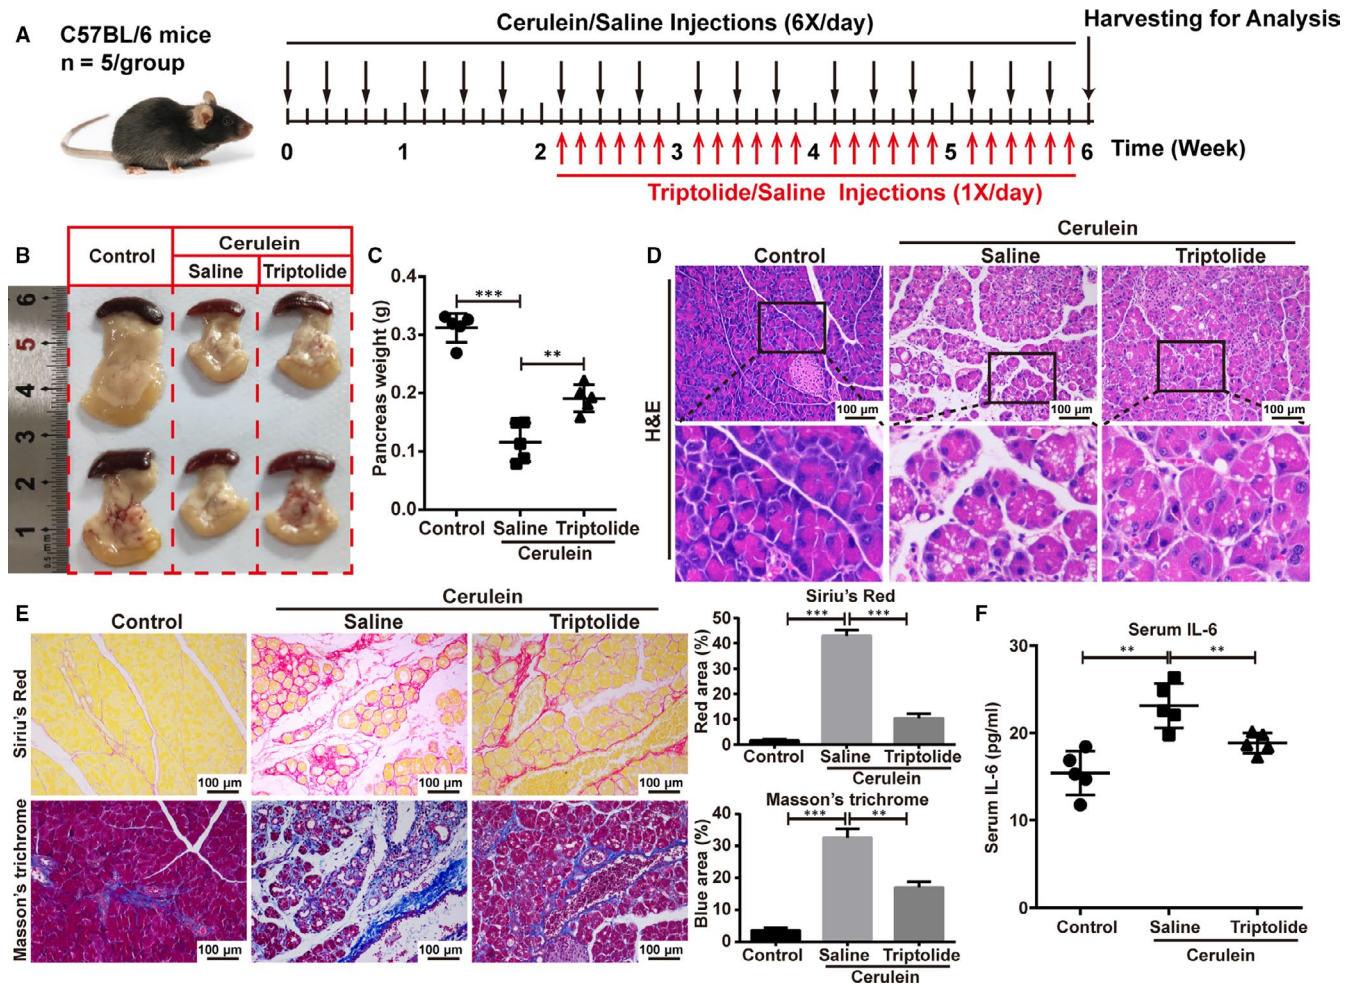 A
C57BL/6 mice
n = 5/group
Cerulein/Saline Injections (6X/day)
Harvesting for Analysis
0 1 2 3 4 5 6 Time (Week)
Triptolide/Saline Injections (1X/day)
B
Control
Cerulein
Saline Triptolide
6
5
4
3
2
1
C
Pancreas weight (g)
0.4
0.3
0.2
0.1
0.0
***
**
Control Saline Triptolide
Cerulein
D
Cerulein
Control Saline Triptolide
H&E
100 μm 100 μm 100 μm
E
Cerulein
Control Saline Triptolide
Siriu's Red
100 μm 100 μm 100 μm
Masson's trichrome
100 μm 100 μm 100 μm
Siriu's Red
Red area (%)
50
40
30
20
10
0
*** ***
Control Saline Triptolide
Cerulein
Masson's trichrome
Blue area (%)
40
30
20
10
0
*** **
Control Saline Triptolide
Cerulein
F
Serum IL-6
Serum IL-6 (pg/ml)
30
20
10
0
** **
Control Saline Triptolide
Cerulein